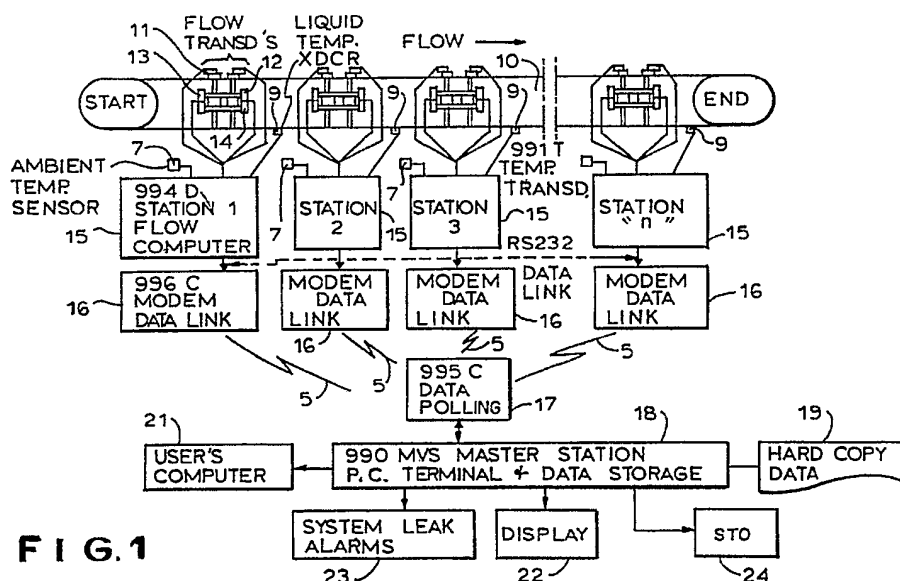 FLOW TRANSD'S
LIQUID TEMP. XDCR
FLOW
11
12
13
14
10
START
END
9
9
9
9
7
7
7
AMBIENT TEMP. SENSOR
991 T TEMP. TRANSD.
994 D. STATION 1 FLOW COMPUTER
STATION 2
STATION 3
STATION "n"
15
15
15
15
RS232 DATA LINK
996 C MODEM DATA LINK
MODEM DATA LINK
MODEM DATA LINK
MODEM DATA LINK
16
16
16
16
5
5
5
5
995 C DATA POLLING
17
21
18
19
USER'S COMPUTER
990 MVS MASTER STATION
P.C. TERMINAL & DATA STORAGE
HARD COPY DATA
SYSTEM LEAK ALARMS
DISPLAY
STO
23
22
24
FIG.1